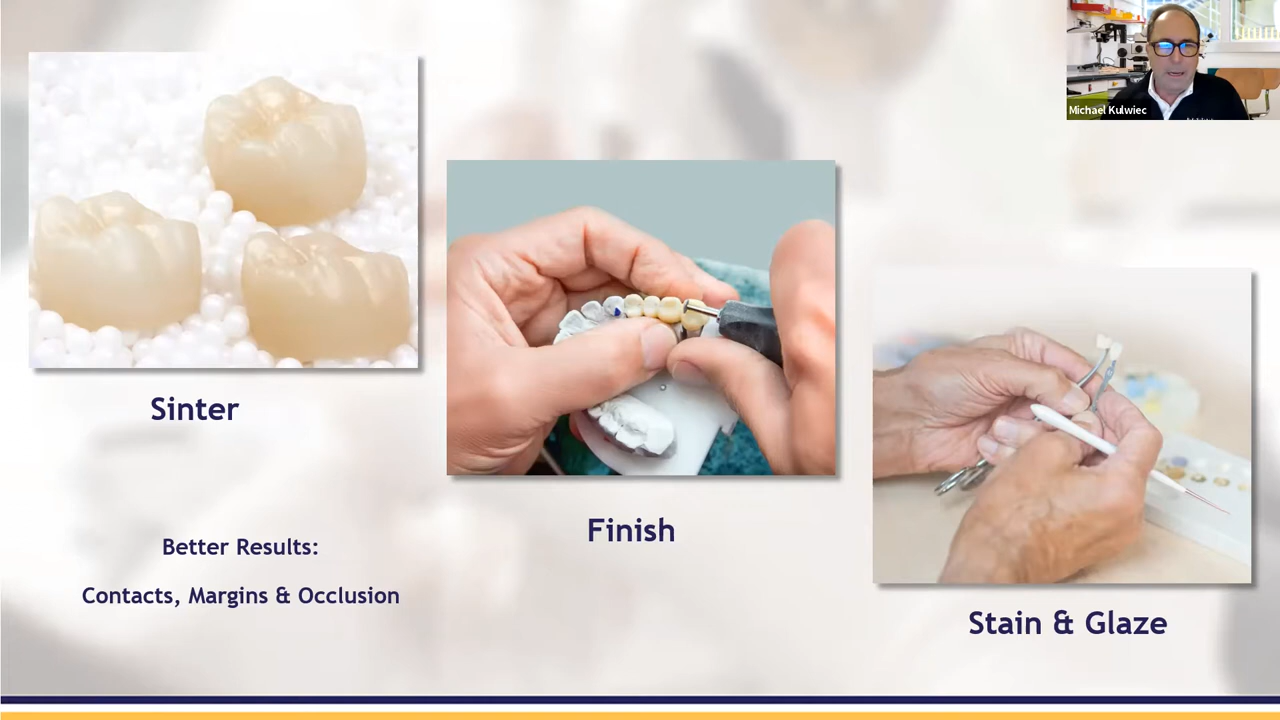 Michael Kulwiec
Sinter
Finish
Better Results:
Contacts, Margins & Occlusion
Stain & Glaze